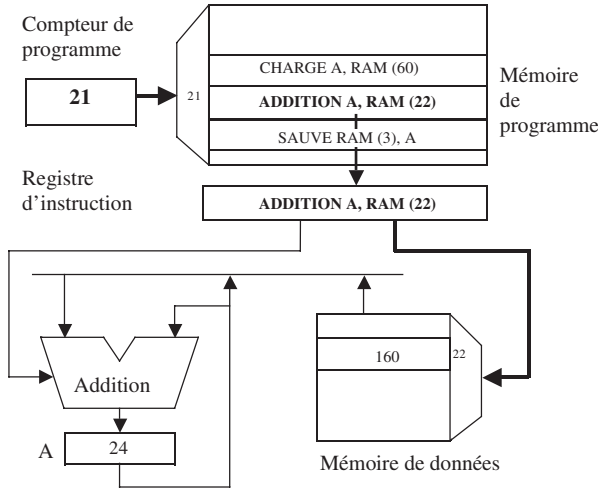 Compteur de
programme
21
21
CHARGE A, RAM (60)
ADDITION A, RAM (22)
SAUVE RAM (3), A
Mémoire
de
programme
Registre
d’instruction
ADDITION A, RAM (22)
160
22
Addition
A
24
Mémoire de données